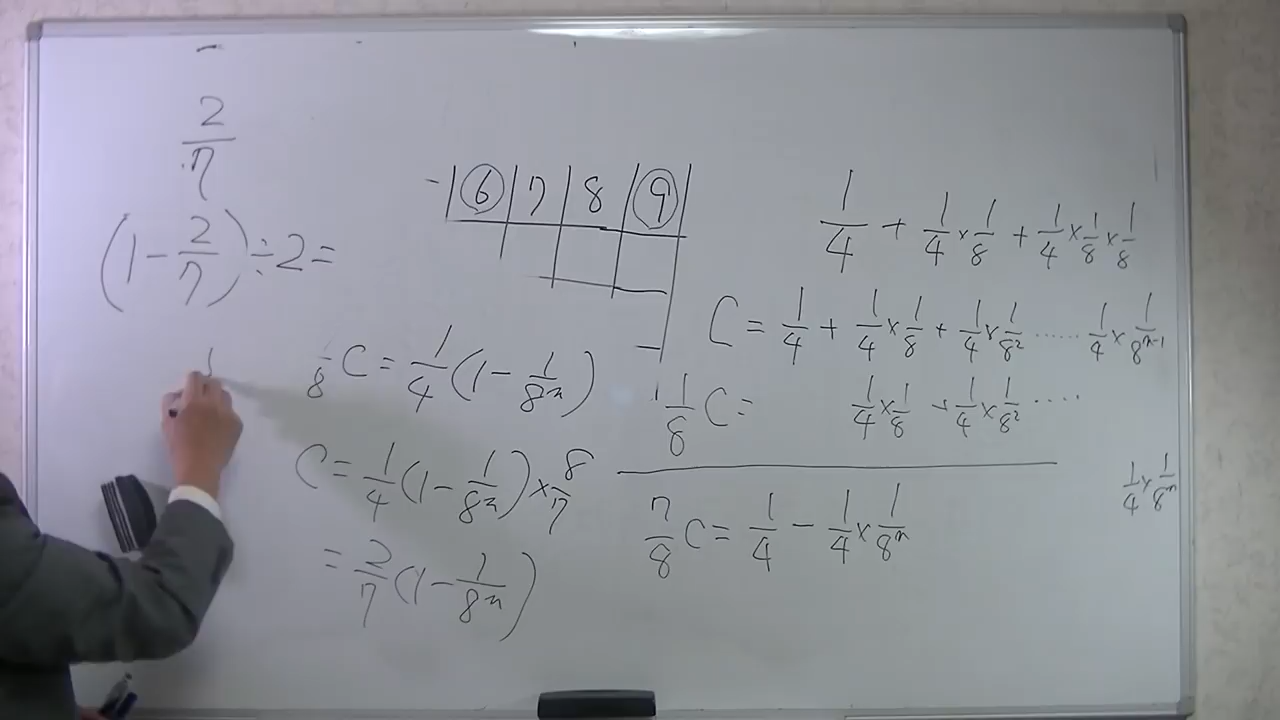 2/7
(1 - 2/7) ÷ 2 =
6 7 8 9
1/4 + 1/4 × 1/8 + 1/4 × 1/8 × 1/8
C = 1/4 + 1/4 × 1/8 + 1/4 × 1/8² ...... 1/4 × 1/8ⁿ⁻¹
1/8 C = 1/4 × 1/8 + 1/4 × 1/8² .... 1/4 × 1/8ⁿ
7/8 C = 1/4 - 1/4 × 1/8ⁿ
8 C = 1/4 (1 - 1/8ⁿ)
C = 1/4 (1 - 1/8ⁿ) × 8/7
= 2/7 (1 - 1/8ⁿ)